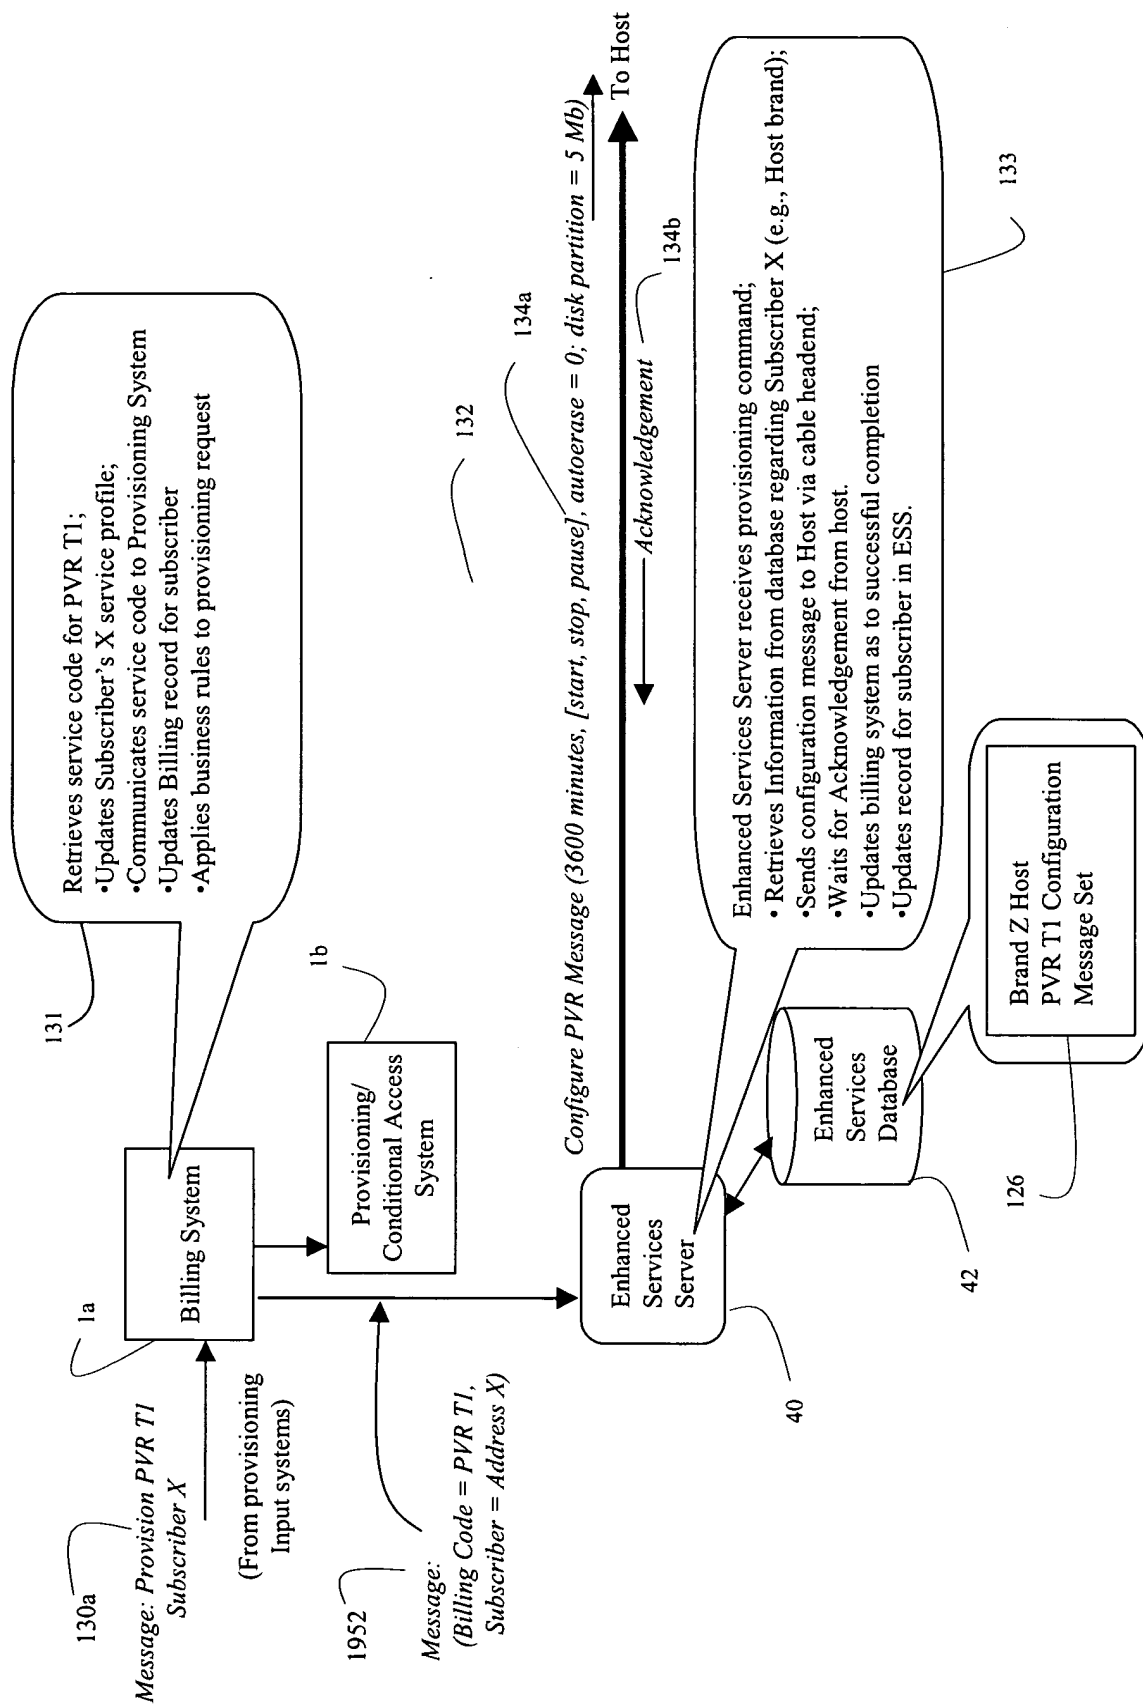 130a
Message: Provision PVR T1
Subscriber X
(From provisioning
Input systems)
1a
Billing System
131
Retrieves service code for PVR T1;
•Updates Subscriber's X service profile;
•Communicates service code to Provisioning System
•Updates Billing record for subscriber
•Applies business rules to provisioning request
1952
Message:
(Billing Code = PVR T1,
Subscriber = Address X)
Provisioning/
Conditional Access
System
1b
132
134a
Configure PVR Message (3600 minutes, [start, stop, pause], autoerase = 0; disk partition = 5 Mb)
To Host
Acknowledgement
134b
Enhanced
Services
Server
40
Enhanced Services Server receives provisioning command;
• Retrieves Information from database regarding Subscriber X (e.g., Host brand);
•Sends configuration message to Host via cable headend;
•Waits for Acknowledgement from host.
•Updates billing system as to successful completion
•Updates record for subscriber in ESS.
133
Enhanced
Services
Database
42
Brand Z Host
PVR T1 Configuration
Message Set
126